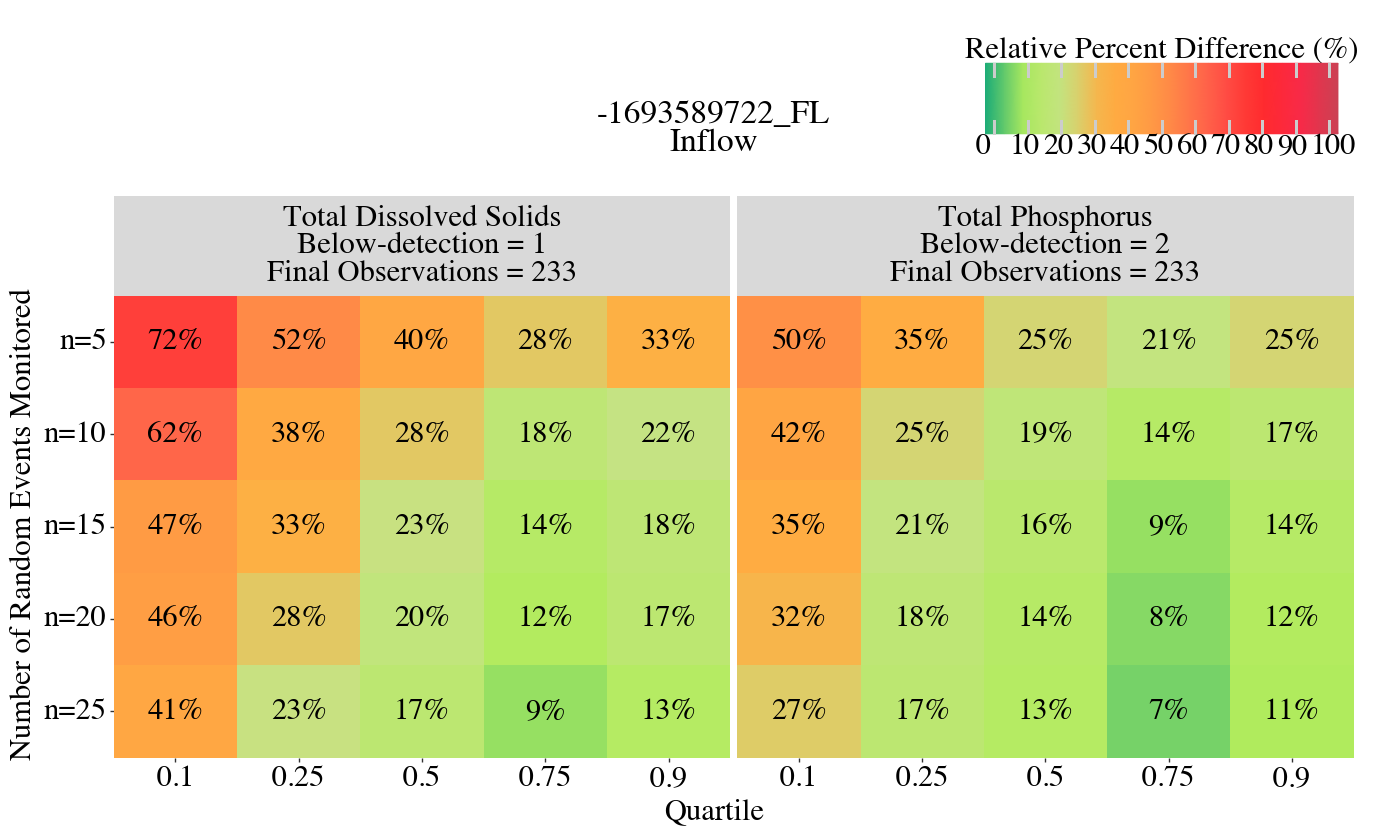 Relative Percent Difference (%)
0 10 20 30 40 50 60 70 80 90 100
-1693589722_FL
Inflow
Total Dissolved Solids
Below-detection = 1
Final Observations = 233
Total Phosphorus
Below-detection = 2
Final Observations = 233
Number of Random Events Monitored
n=5 72% 52% 40% 28% 33% 50% 35% 25% 21% 25%
n=10 62% 38% 28% 18% 22% 42% 25% 19% 14% 17%
n=15 47% 33% 23% 14% 18% 35% 21% 16% 9% 14%
n=20 46% 28% 20% 12% 17% 32% 18% 14% 8% 12%
n=25 41% 23% 17% 9% 13% 27% 17% 13% 7% 11%
0.1 0.25 0.5 0.75 0.9 0.1 0.25 0.5 0.75 0.9
Quartile